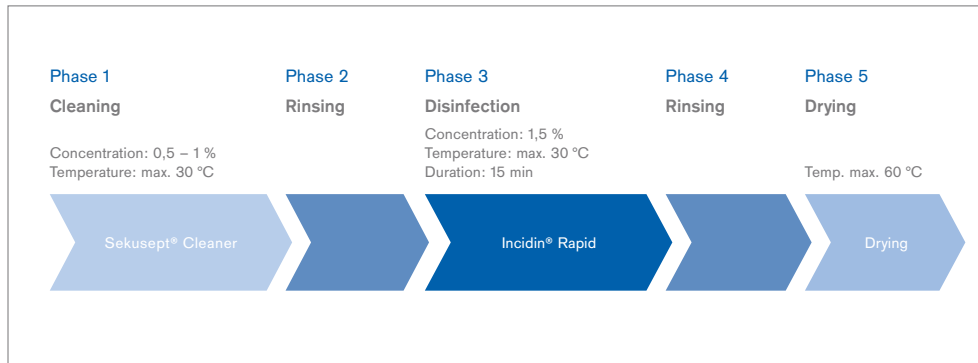 Phase 1
Cleaning
Concentration: 0,5 – 1 %
Temperature: max. 30 °C
Sekusept® Cleaner
Phase 2
Rinsing
Phase 3
Disinfection
Concentration: 1,5 %
Temperature: max. 30 °C
Duration: 15 min
Incidin® Rapid
Phase 4
Rinsing
Phase 5
Drying
Temp. max. 60 °C
Drying